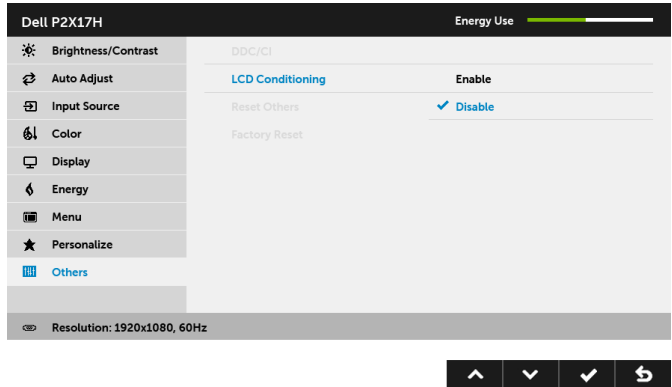 Dell P2X17H
Energy Use
Brightness/Contrast
DDC/CI
Auto Adjust
LCD Conditioning
Enable
Input Source
Reset Others
Disable
Color
Factory Reset
Display
Energy
Menu
Personalize
Others
Resolution: 1920x1080, 60Hz